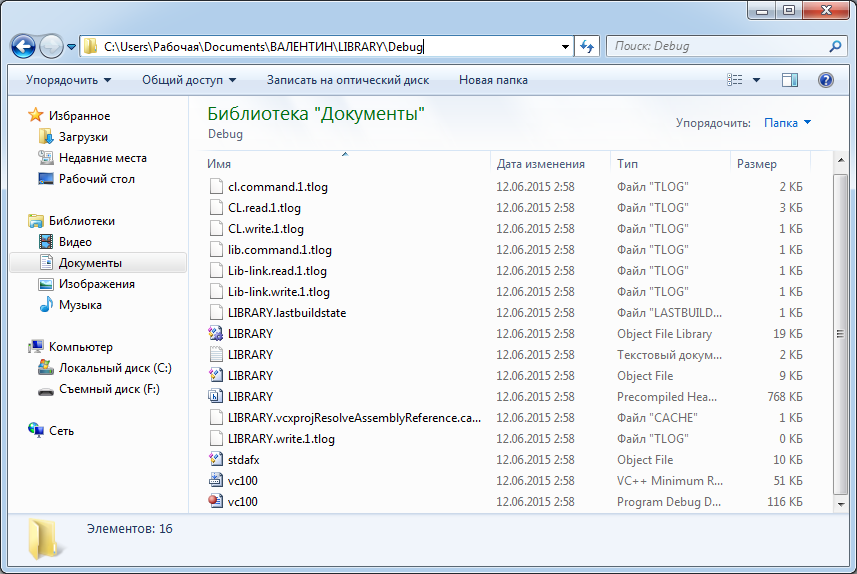 C:\Users\Рабочая\Documents\ВАЛЕНТИН\LIBRARY\Debug Поиск: Debug
Упорядочить Общий доступ Записать на оптический диск Новая папка
Избранное
Загрузки
Недавние места
Рабочий стол
Библиотеки
Видео
Документы
Изображения
Музыка
Компьютер
Локальный диск (C:)
Съемный диск (F:)
Сеть
Библиотека "Документы"
Debug
Упорядочить: Папка
Имя Дата изменения Тип Размер
cl.command.1.tlog 12.06.2015 2:58 Файл "TLOG" 2 КБ
CL.read.1.tlog 12.06.2015 2:58 Файл "TLOG" 3 КБ
CL.write.1.tlog 12.06.2015 2:58 Файл "TLOG" 1 КБ
lib.command.1.tlog 12.06.2015 2:58 Файл "TLOG" 1 КБ
Lib-link.read.1.tlog 12.06.2015 2:58 Файл "TLOG" 1 КБ
Lib-link.write.1.tlog 12.06.2015 2:58 Файл "TLOG" 1 КБ
LIBRARY.lastbuildstate 12.06.2015 2:58 Файл "LASTBUILD... 1 КБ
LIBRARY 12.06.2015 2:58 Object File Library 19 КБ
LIBRARY 12.06.2015 2:58 Текстовый докум... 2 КБ
LIBRARY 12.06.2015 2:58 Object File 9 КБ
LIBRARY 12.06.2015 2:58 Precompiled Hea... 768 КБ
LIBRARY.vcxprojResolveAssemblyReference.ca... 12.06.2015 2:58 Файл "CACHE" 1 КБ
LIBRARY.write.1.tlog 12.06.2015 2:58 Файл "TLOG" 0 КБ
stdafx 12.06.2015 2:58 Object File 10 КБ
vc100 12.06.2015 2:58 VC++ Minimum R... 51 КБ
vc100 12.06.2015 2:58 Program Debug D... 116 КБ
Элементов: 16